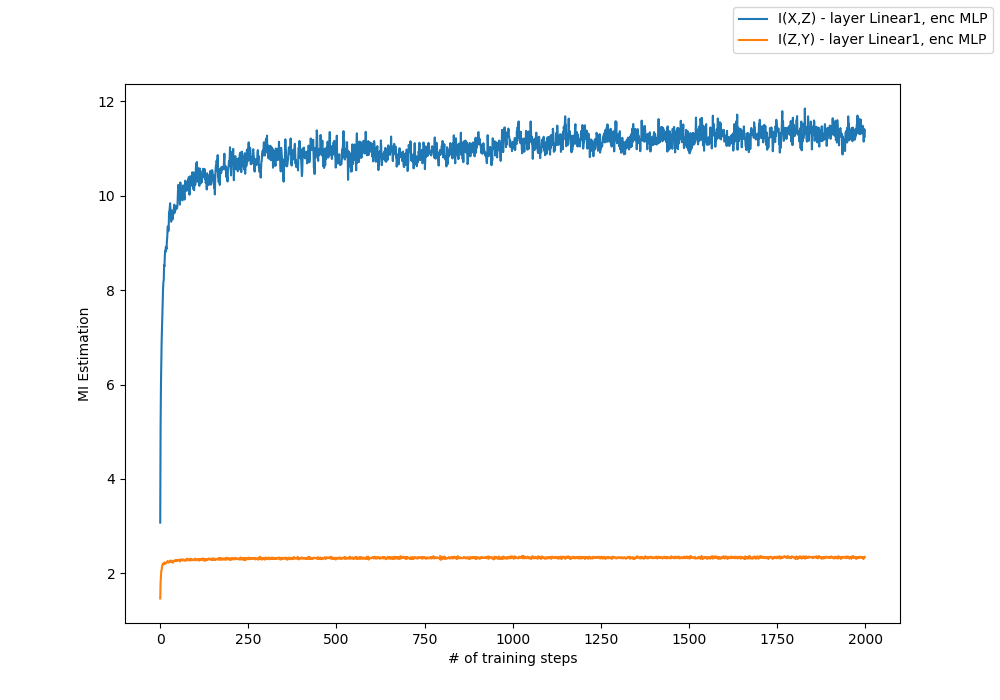 I(X,Z) - layer Linear1, enc MLP
I(Z,Y) - layer Linear1, enc MLP
12
10
8
6
4
2
MI Estimation
0 250 500 750 1000 1250 1500 1750 2000
# of training steps